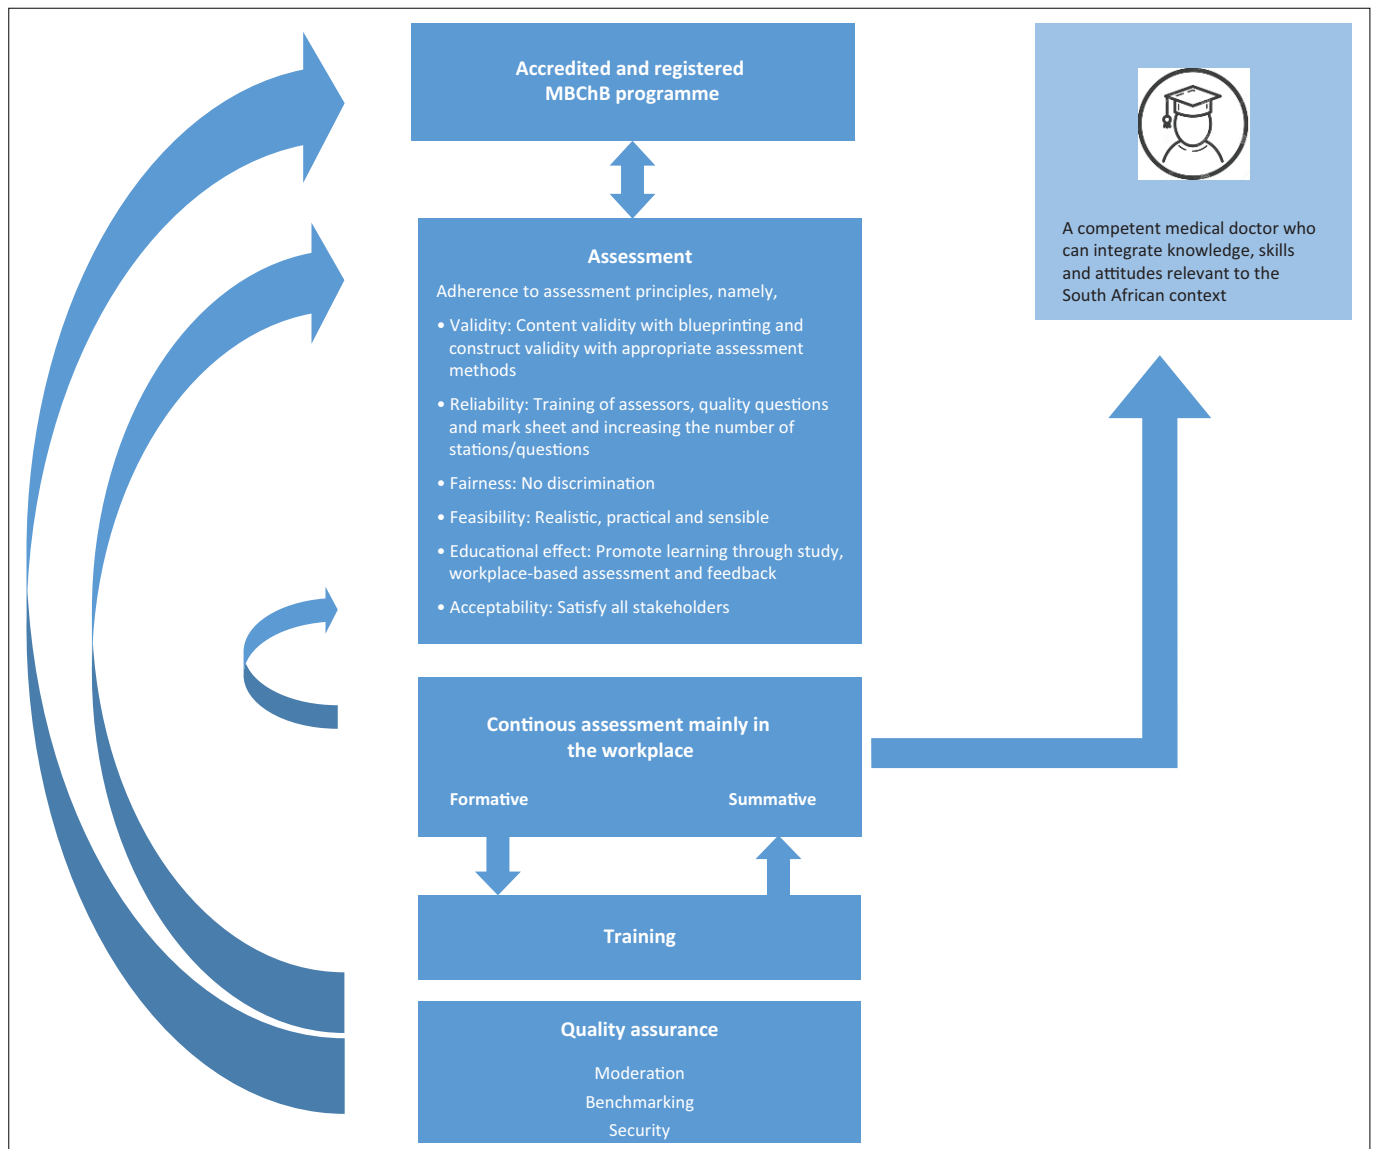 Accredited and registered
MBChB programme
Assessment
Adherence to assessment principles, namely,
• Validity: Content validity with blueprinting and
construct validity with appropriate assessment
methods
• Reliability: Training of assessors, quality questions
and mark sheet and increasing the number of
stations/questions
• Fairness: No discrimination
• Feasibility: Realistic, practical and sensible
• Educational effect: Promote learning through study,
workplace-based assessment and feedback
• Acceptability: Satisfy all stakeholders
Continous assessment mainly in
the workplace
Formative
Summative
Training
Quality assurance
Moderation
Benchmarking
Security
A competent medical doctor who
can integrate knowledge, skills
and attitudes relevant to the
South African context